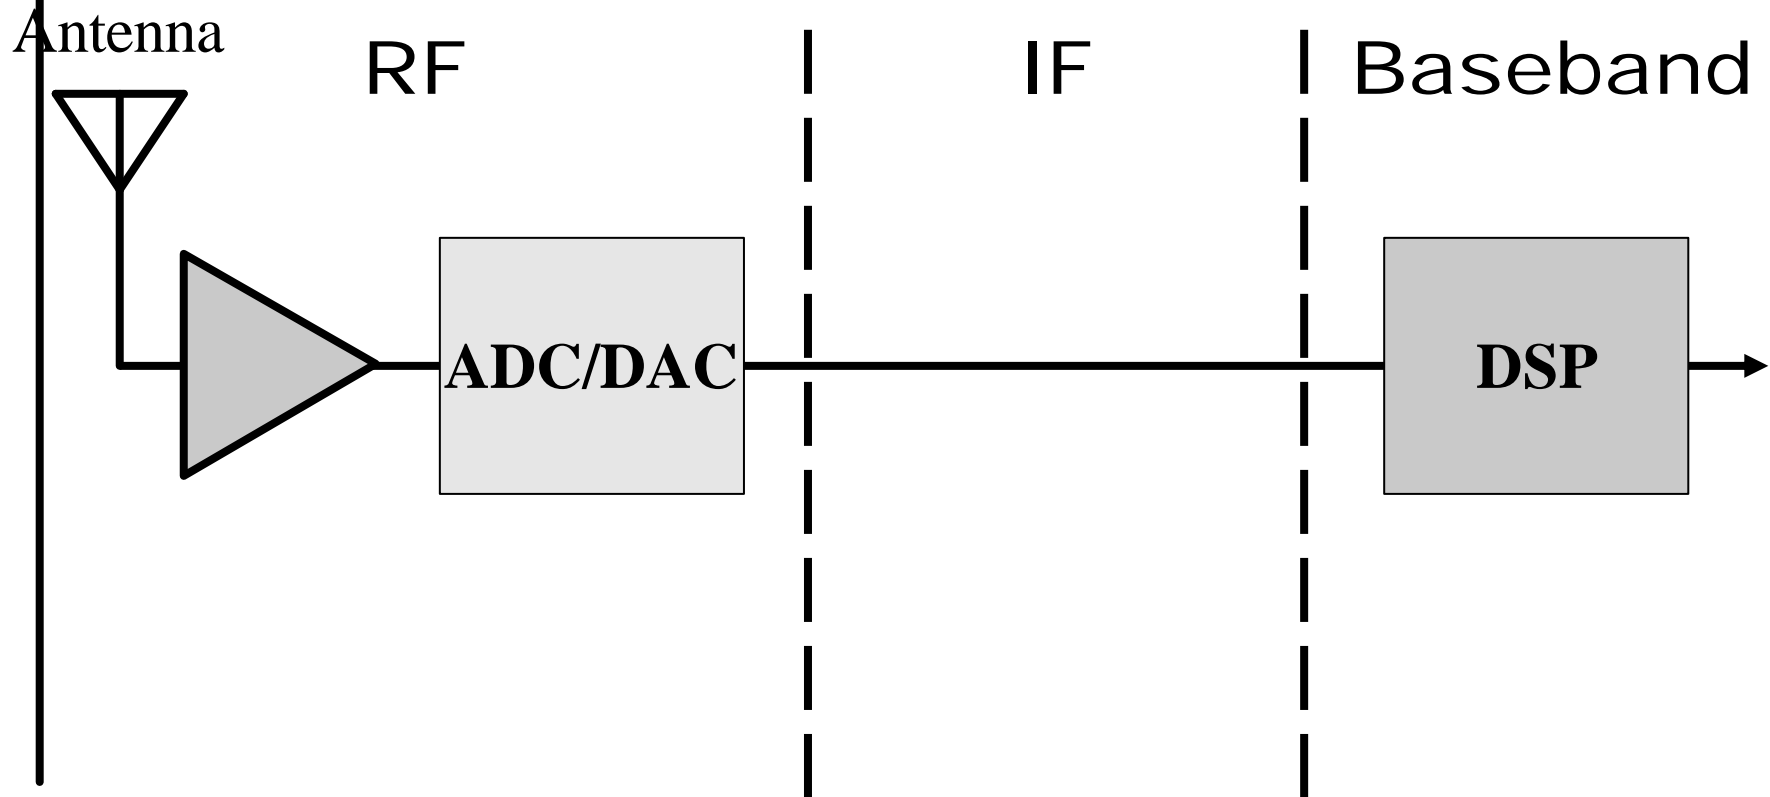 Antenna
RF
IF
Baseband
ADC/DAC
DSP